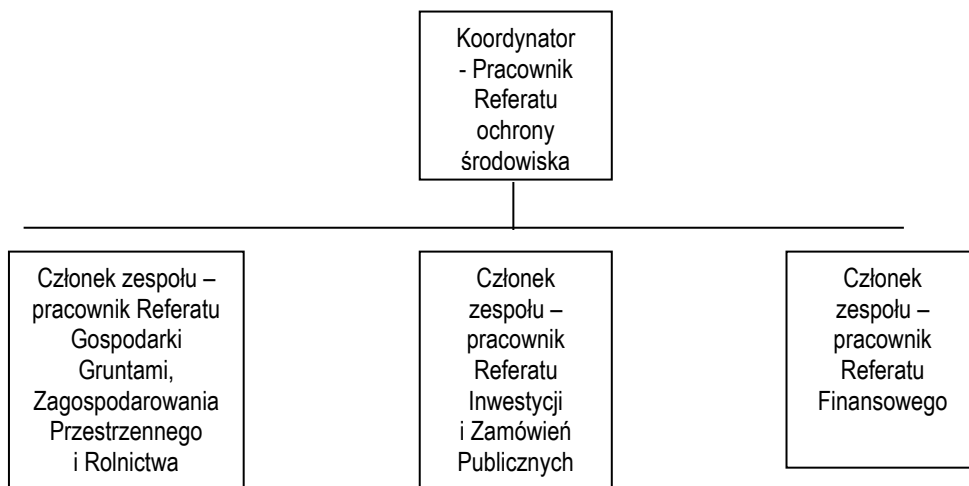 Koordynator
- Pracownik
Referatu
ochrony
środowiska
Członek zespołu –
pracownik Referatu
Gospodarki
Gruntami,
Zagospodarowania
Przestrzennego
i Rolnictwa
Członek
zespołu –
pracownik
Referatu
Inwestycji
i Zamówień
Publicznych
Członek
zespołu –
pracownik
Referatu
Finansowego